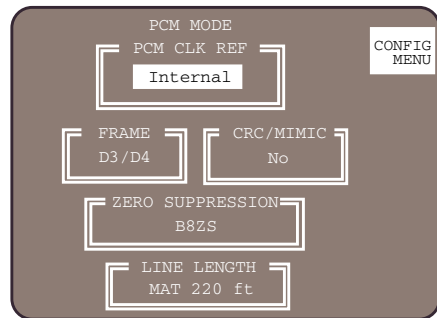 PCM MODE
PCM CLK REF
CONFIG
MENU
Internal
FRAME
D3/D4
CRC/MIMIC
No
ZERO SUPPRESSION
B8ZS
LINE LENGTH
MAT 220 ft